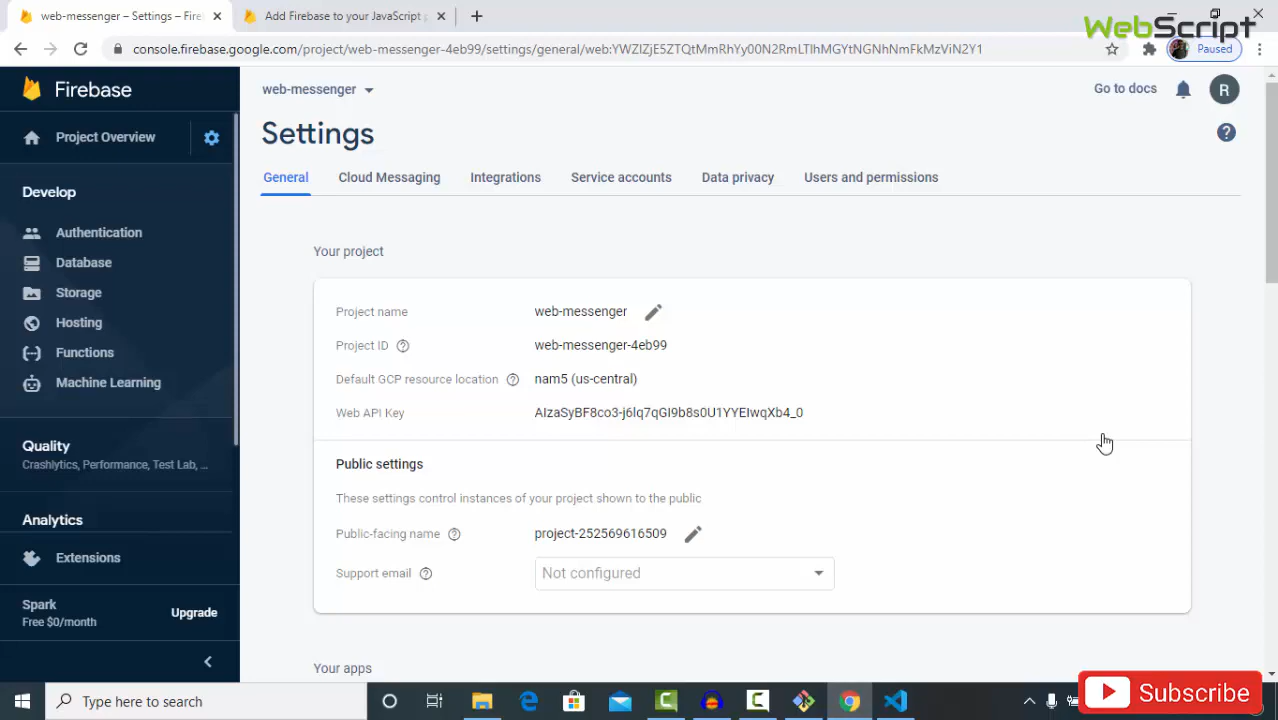 web-messenger – Settings – Fire
Add Firebase to your JavaScript
WebScript
console.firebase.google.com/project/web-messenger-4eb99/settings/general/web:YWZlZjE5ZTQtMmRhYy00N2RmLTlhMGYtNGNhNmFkMzViN2Y1
Paused
Firebase
web-messenger
Go to docs
R
Project Overview
Settings
General
Cloud Messaging
Integrations
Service accounts
Data privacy
Users and permissions
Develop
Authentication
Database
Storage
Hosting
Functions
Machine Learning
Quality
Crashlytics, Performance, Test Lab, ...
Analytics
Extensions
Spark
Free $0/month
Upgrade
Your project
Project name
web-messenger
Project ID
web-messenger-4eb99
Default GCP resource location
nam5 (us-central)
Web API Key
AIzaSyBF8co3-j6lq7qGI9b8s0U1YYEIwqXb4_0
Public settings
These settings control instances of your project shown to the public
Public-facing name
project-252569616509
Support email
Not configured
Your apps
Type here to search
Subscribe